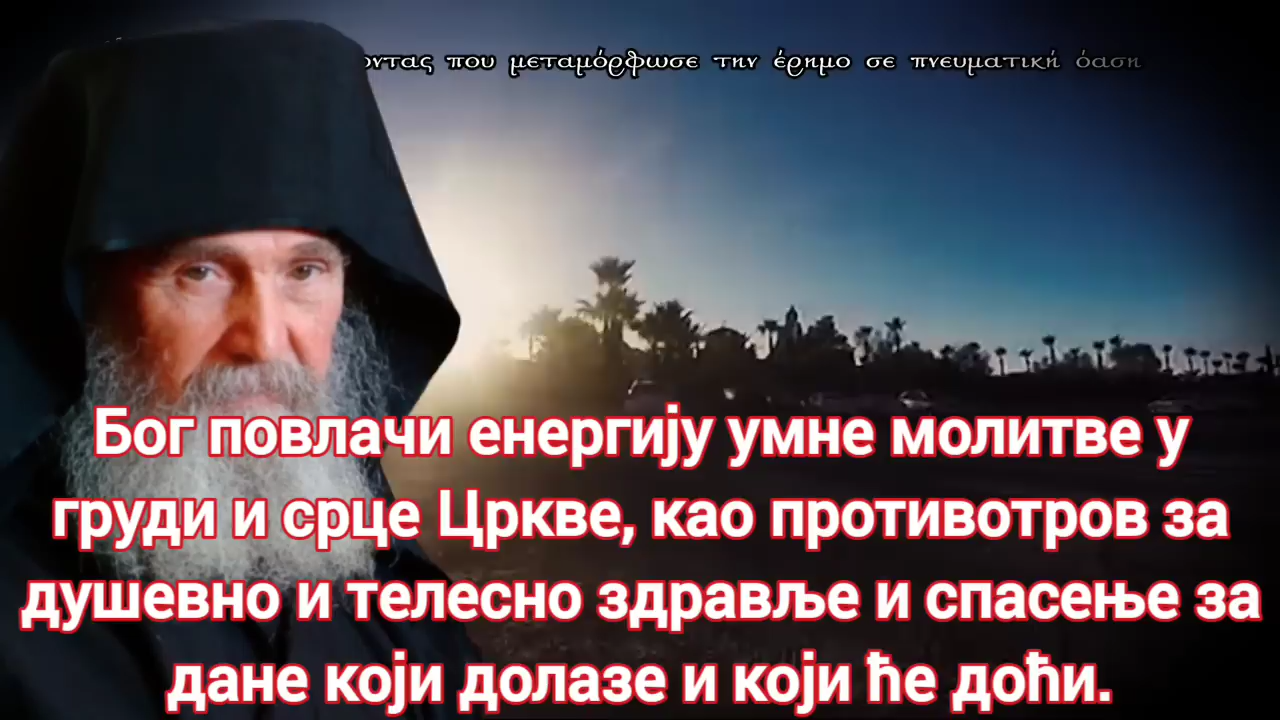 που μεταμόρφωσε την έρημο σε πνευματική όαση
Бог повлачи енергију умне молитве у
груди и срце Цркве, као противотров за
душевно и телесно здравље и спасење за
дане који долазе и који ће доћи.